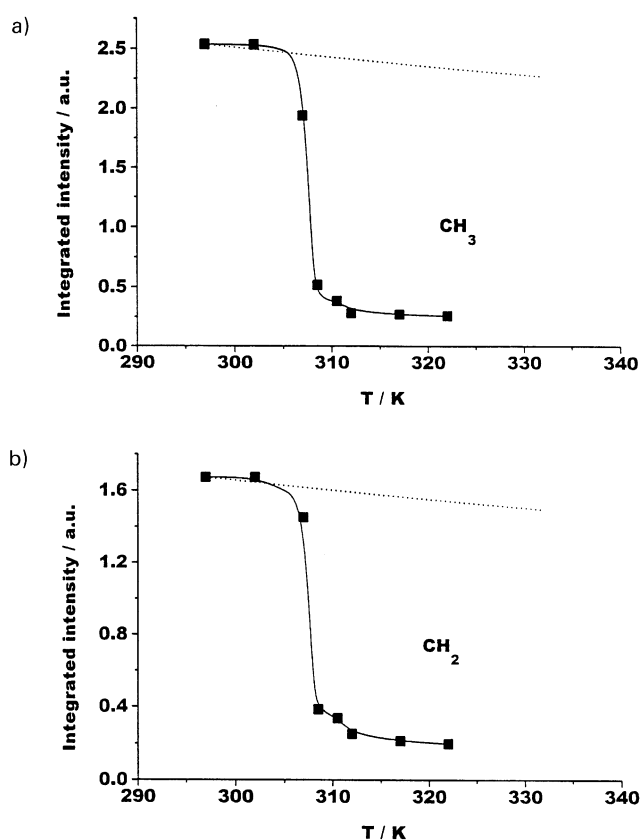 a)
Integrated intensity / a.u.
2.5
2.0
1.5
1.0
0.5
0.0
CH₃
290 300 310 320 330 340
T / K
b)
Integrated intensity / a.u.
1.6
1.2
0.8
0.4
0.0
CH₂
290 300 310 320 330 340
T / K